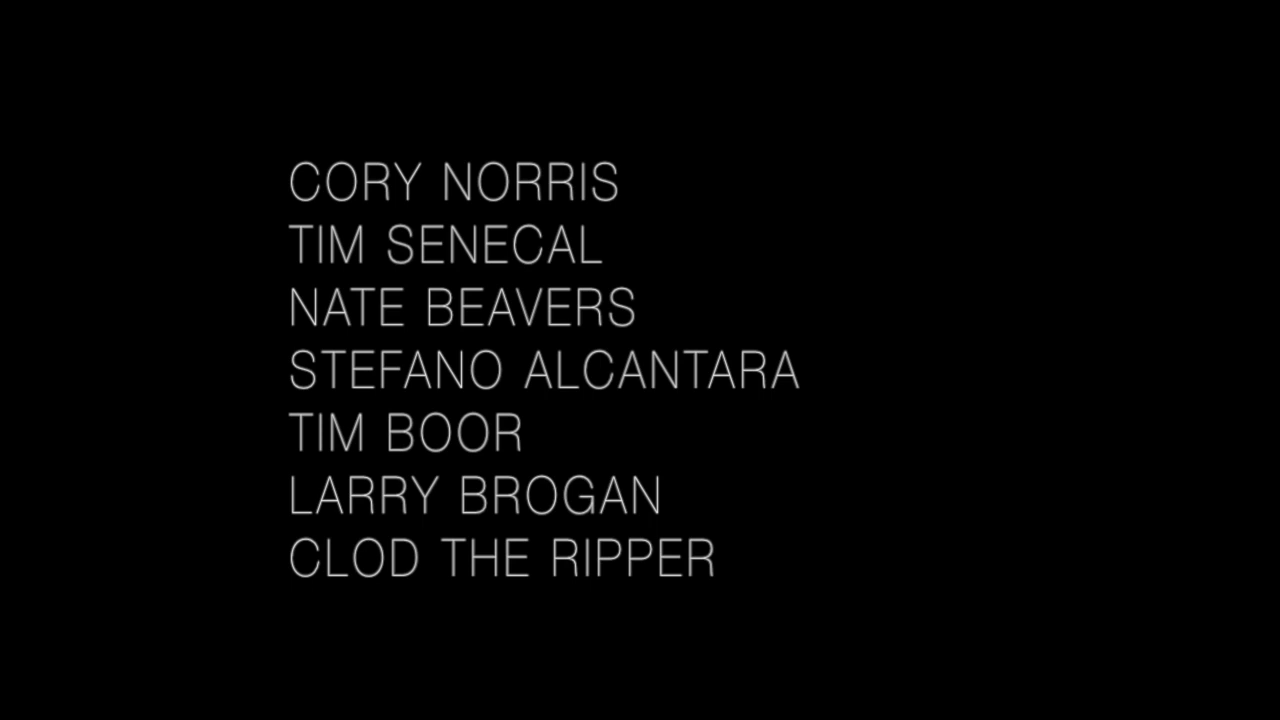 CORY NORRIS
TIM SENECAL
NATE BEAVERS
STEFANO ALCANTARA
TIM BOOR
LARRY BROGAN
CLOD THE RIPPER